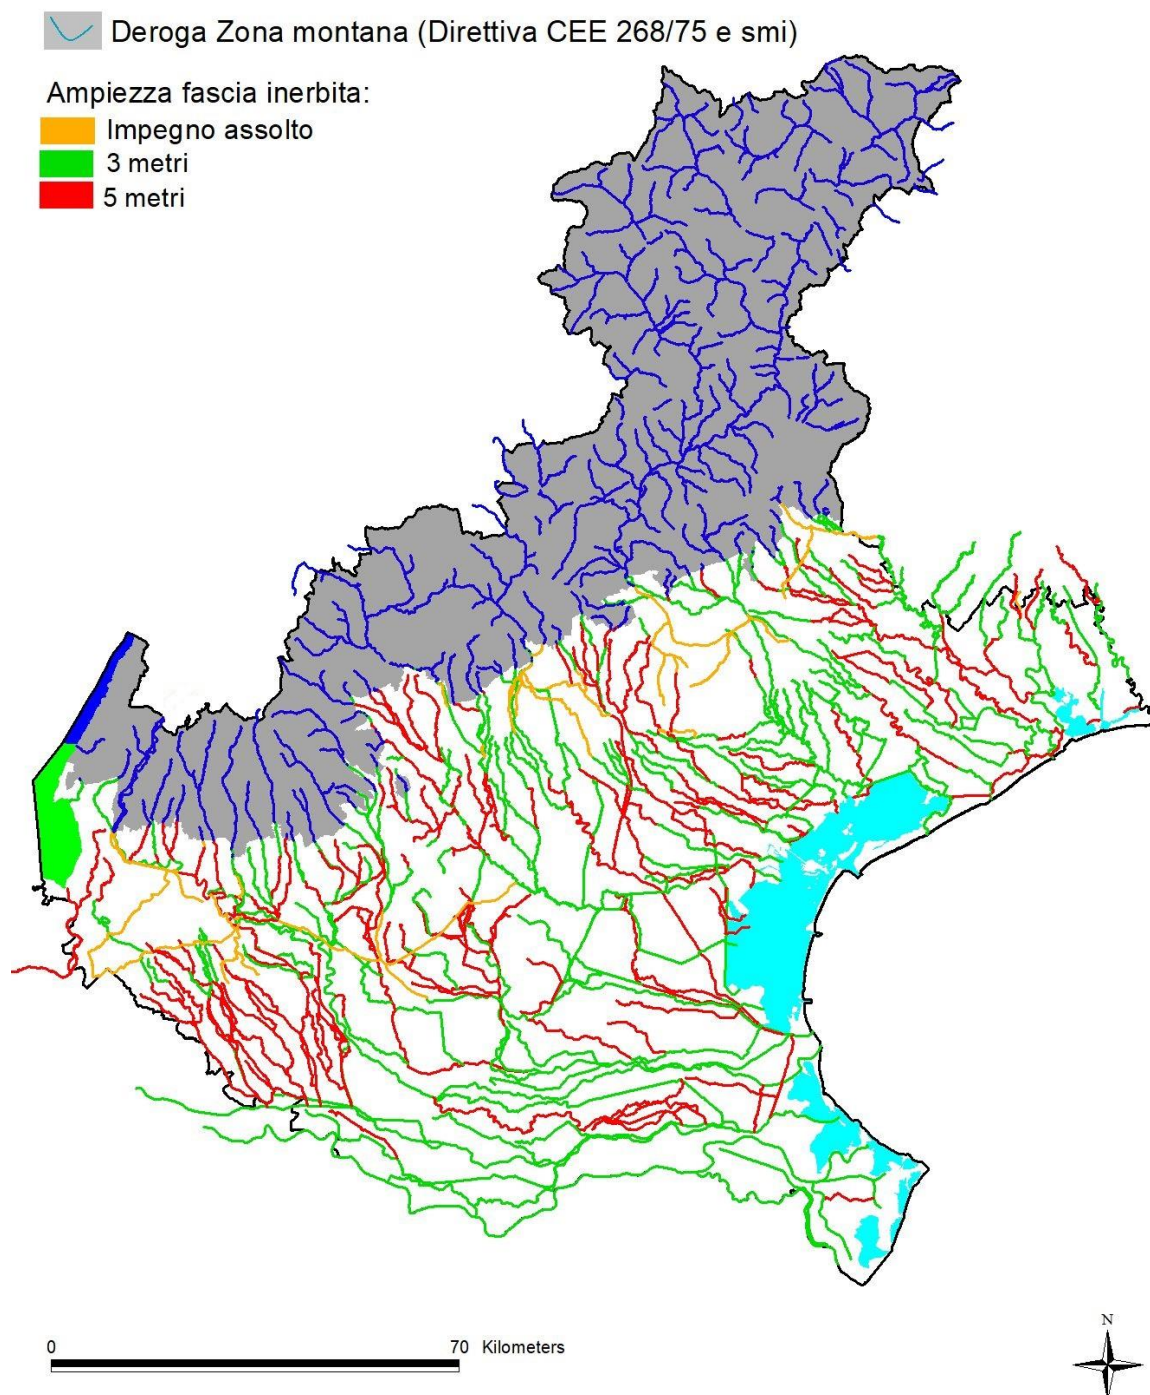 Deroga Zona montana (Direttiva CEE 268/75 e smi)
Ampiezza fascia inerbita:
Impegno assolto
3 metri
5 metri
0 70 Kilometers
N